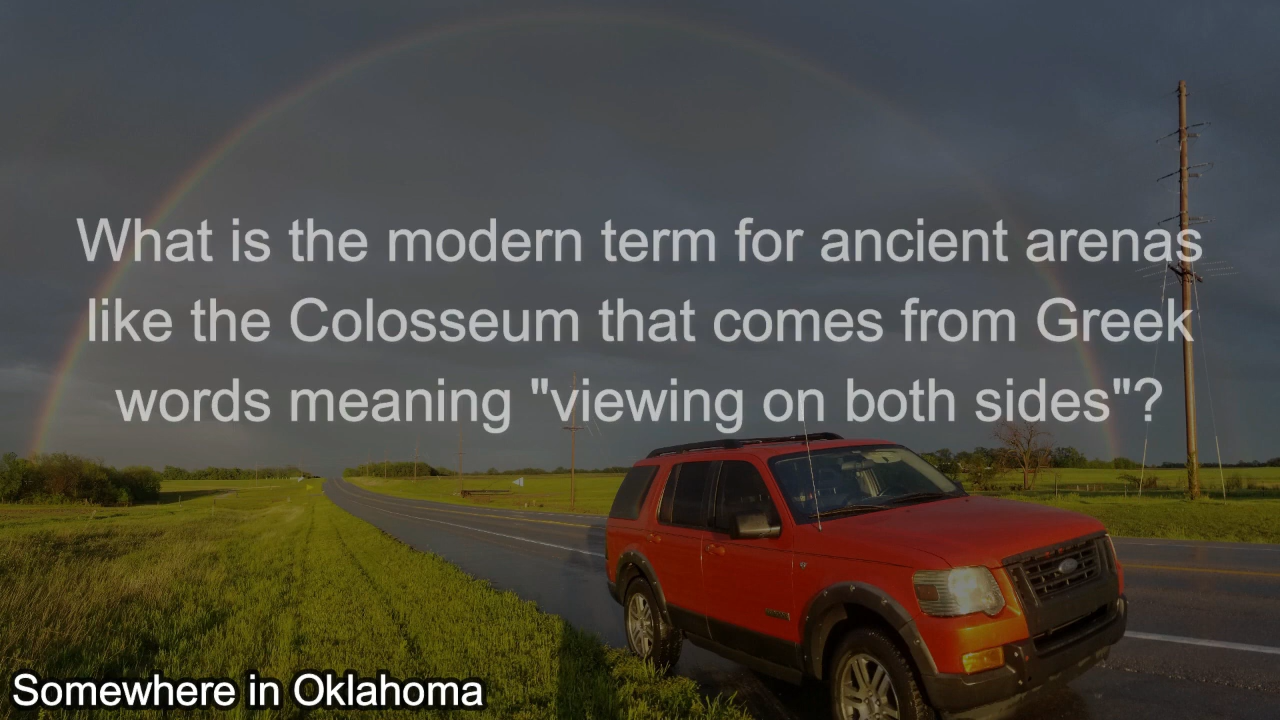 What is the modern term for ancient arenas
like the Colosseum that comes from Greek
words meaning "viewing on both sides"?
Somewhere in Oklahoma